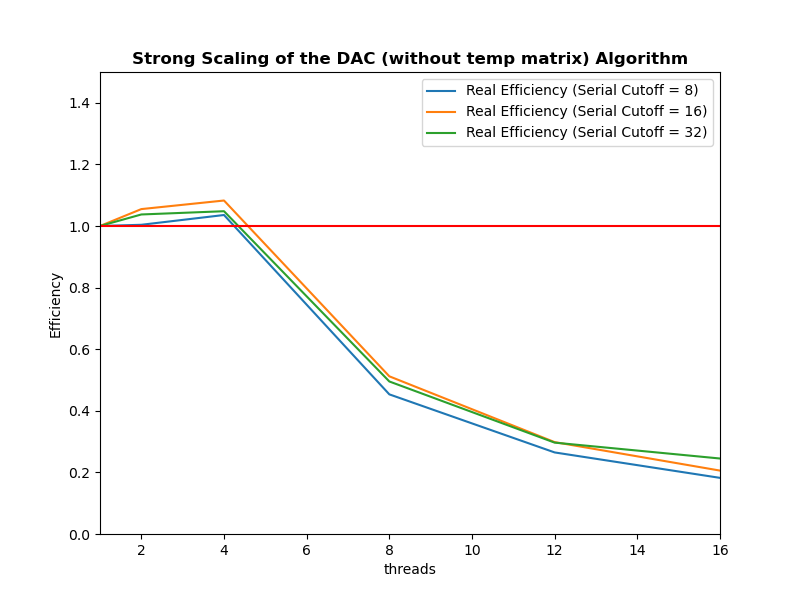 Strong Scaling of the DAC (without temp matrix) Algorithm
Real Efficiency (Serial Cutoff = 8)
Real Efficiency (Serial Cutoff = 16)
Real Efficiency (Serial Cutoff = 32)
1.4
1.2
1.0
0.8
0.6
0.4
0.2
0.0
Efficiency
2 4 6 8 10 12 14 16
threads